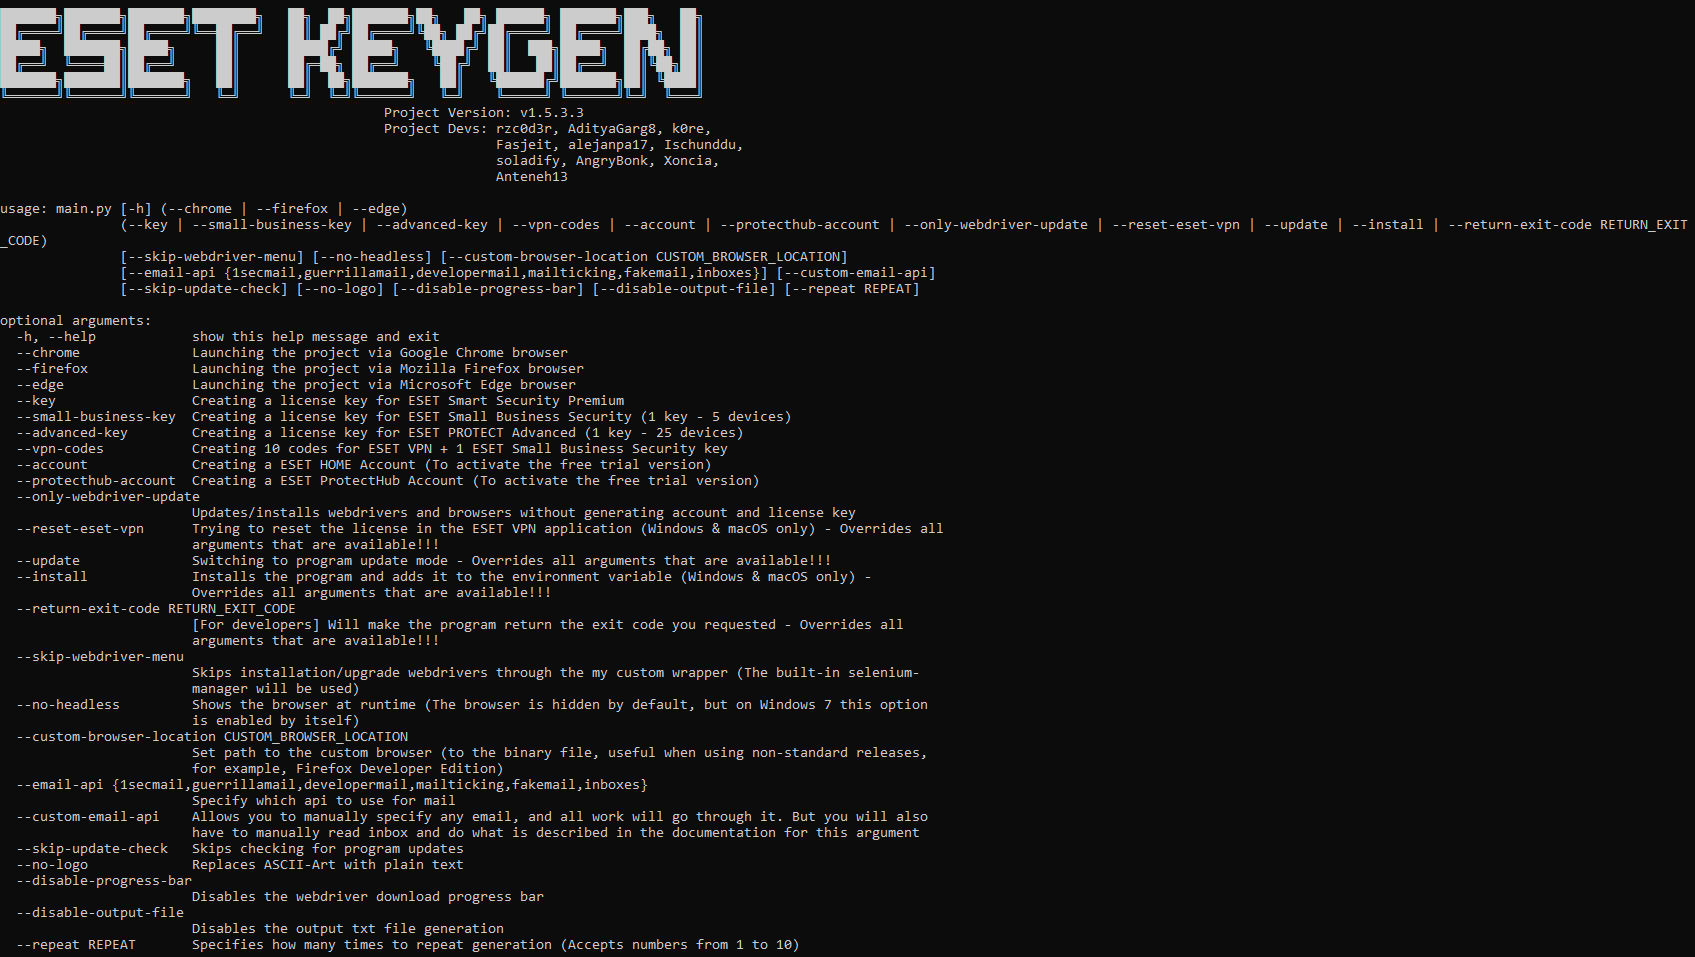 ESET KEYGEN
Project Version: v1.5.3.3
Project Devs: rzc0d3r, AdityaGarg8, k0re,
Fasjeit, alejanpa17, Ischunddu,
soladify, AngryBonk, Xoncia,
Anteneh13
usage: main.py [-h] (--chrome | --firefox | --edge)
(--key | --small-business-key | --advanced-key | --vpn-codes | --account | --protecthub-account | --only-webdriver-update | --reset-eset-vpn | --update | --install | --return-exit-code RETURN_EXIT
_CODE)
[--skip-webdriver-menu] [--no-headless] [--custom-browser-location CUSTOM_BROWSER_LOCATION]
[--email-api {1secmail,guerrillamail,developermail,mailticking,fakemail,inboxes}] [--custom-email-api]
[--skip-update-check] [--no-logo] [--disable-progress-bar] [--disable-output-file] [--repeat REPEAT]
optional arguments:
-h, --help show this help message and exit
--chrome Launching the project via Google Chrome browser
--firefox Launching the project via Mozilla Firefox browser
--edge Launching the project via Microsoft Edge browser
--key Creating a license key for ESET Smart Security Premium
--small-business-key Creating a license key for ESET Small Business Security (1 key - 5 devices)
--advanced-key Creating a license key for ESET PROTECT Advanced (1 key - 25 devices)
--vpn-codes Creating 10 codes for ESET VPN + 1 ESET Small Business Security key
--account Creating a ESET HOME Account (To activate the free trial version)
--protecthub-account Creating a ESET ProtectHub Account (To activate the free trial version)
--only-webdriver-update
Updates/installs webdrivers and browsers without generating account and license key
--reset-eset-vpn Trying to reset the license in the ESET VPN application (Windows & macOS only) - Overrides all
arguments that are available!!!
--update Switching to program update mode - Overrides all arguments that are available!!!
--install Installs the program and adds it to the environment variable (Windows & macOS only) -
Overrides all arguments that are available!!!
--return-exit-code RETURN_EXIT_CODE
[For developers] Will make the program return the exit code you requested - Overrides all
arguments that are available!!!
--skip-webdriver-menu
Skips installation/upgrade webdrivers through the my custom wrapper (The built-in selenium-
manager will be used)
--no-headless Shows the browser at runtime (The browser is hidden by default, but on Windows 7 this option
is enabled by itself)
--custom-browser-location CUSTOM_BROWSER_LOCATION
Set path to the custom browser (to the binary file, useful when using non-standard releases,
for example, Firefox Developer Edition)
--email-api {1secmail,guerrillamail,developermail,mailticking,fakemail,inboxes}
Specify which api to use for mail
--custom-email-api Allows you to manually specify any email, and all work will go through it. But you will also
have to manually read inbox and do what is described in the documentation for this argument
--skip-update-check Skips checking for program updates
--no-logo Replaces ASCII-Art with plain text
--disable-progress-bar
Disables the webdriver download progress bar
--disable-output-file
Disables the output txt file generation
--repeat REPEAT Specifies how many times to repeat generation (Accepts numbers from 1 to 10)